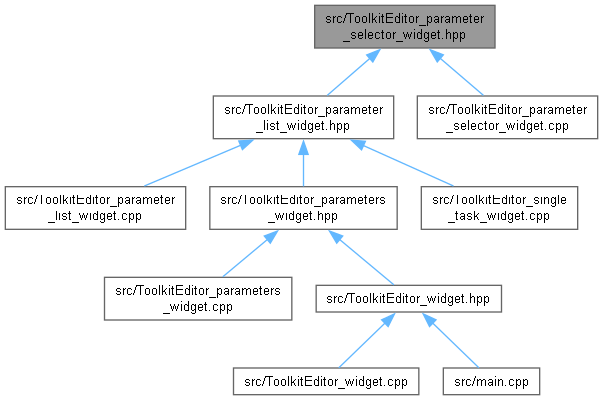 src/ToolkitEditor_parameter
_selector_widget.hpp
src/ToolkitEditor_parameter
_list_widget.hpp
src/ToolkitEditor_parameter
_selector_widget.cpp
src/ToolkitEditor_parameter
_list_widget.cpp
src/ToolkitEditor_parameters
_widget.hpp
src/ToolkitEditor_single
_task_widget.cpp
src/ToolkitEditor_parameters
_widget.cpp
src/ToolkitEditor_widget.hpp
src/ToolkitEditor_widget.cpp
src/main.cpp